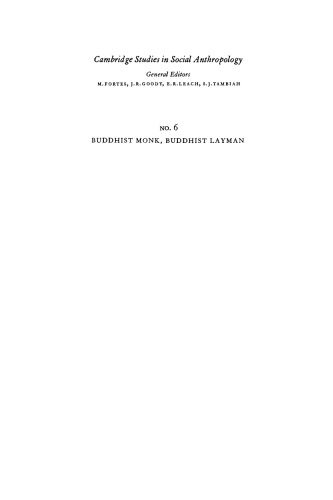 Cambridge Studies in Social Anthropology
General Editors
M. FORTES, J. R. GOODY, E. R. LEACH, S. J. TAMBIAH
NO. 6
BUDDHIST MONK, BUDDHIST LAYMAN